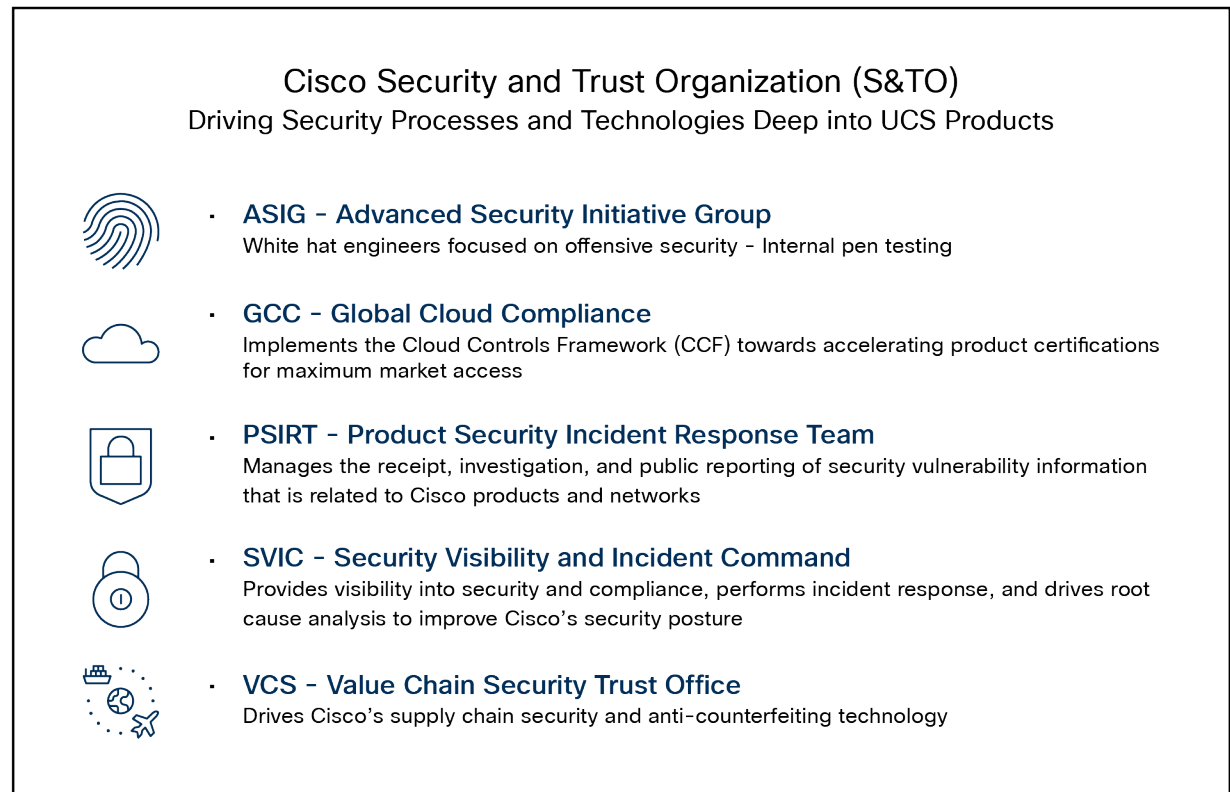 Cisco Security and Trust Organization (S&TO)
Driving Security Processes and Technologies Deep into UCS Products
▪ ASIG – Advanced Security Initiative Group
White hat engineers focused on offensive security – Internal pen testing
▪ GCC – Global Cloud Compliance
Implements the Cloud Controls Framework (CCF) towards accelerating product certifications
for maximum market access
▪ PSIRT – Product Security Incident Response Team
Manages the receipt, investigation, and public reporting of security vulnerability information
that is related to Cisco products and networks
▪ SVIC – Security Visibility and Incident Command
Provides visibility into security and compliance, performs incident response, and drives root
cause analysis to improve Cisco’s security posture
▪ VCS – Value Chain Security Trust Office
Drives Cisco’s supply chain security and anti-counterfeiting technology